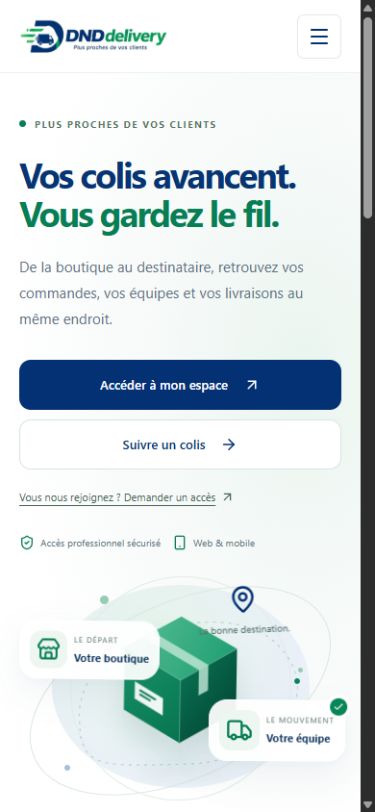 DNDdelivery
Plus proches de vos clients
PLUS PROCHES DE VOS CLIENTS
Vos colis avancent.
Vous gardez le fil.
De la boutique au destinataire, retrouvez vos
commandes, vos équipes et vos livraisons au
même endroit.
Accéder à mon espace
Suivre un colis
Vous nous rejoignez ? Demander un accès
Accès professionnel sécurisé
Web & mobile
La bonne destination.
LE DÉPART
Votre boutique
LE MOUVEMENT
Votre équipe